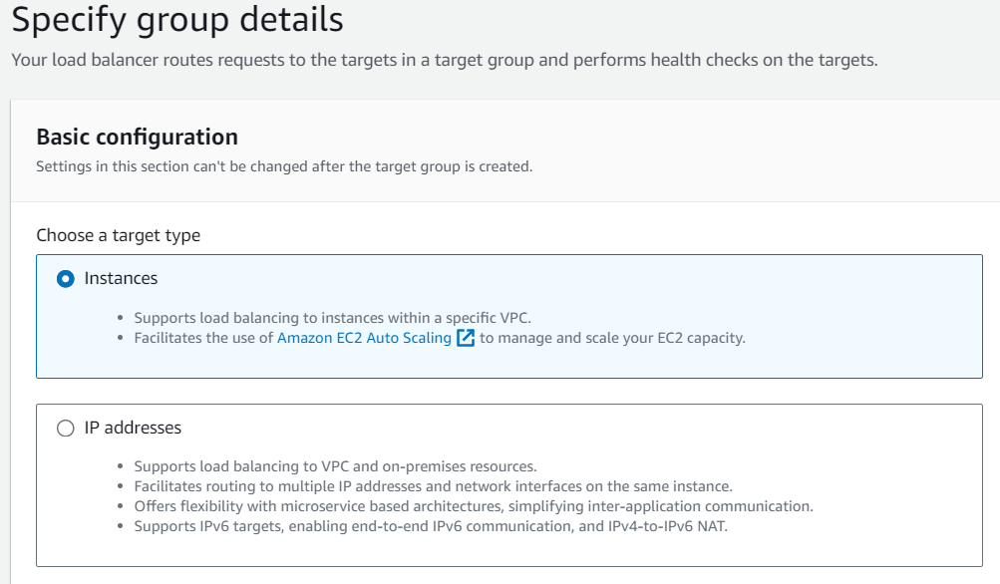 Specify group details
Your load balancer routes requests to the targets in a target group and performs health checks on the targets.
Basic configuration
Settings in this section can't be changed after the target group is created.
Choose a target type
Instances
Supports load balancing to instances within a specific VPC.
Facilitates the use of Amazon EC2 Auto Scaling to manage and scale your EC2 capacity.
IP addresses
Supports load balancing to VPC and on-premises resources.
Facilitates routing to multiple IP addresses and network interfaces on the same instance.
Offers flexibility with microservice based architectures, simplifying inter-application communication.
Supports IPv6 targets, enabling end-to-end IPv6 communication, and IPv4-to-IPv6 NAT.